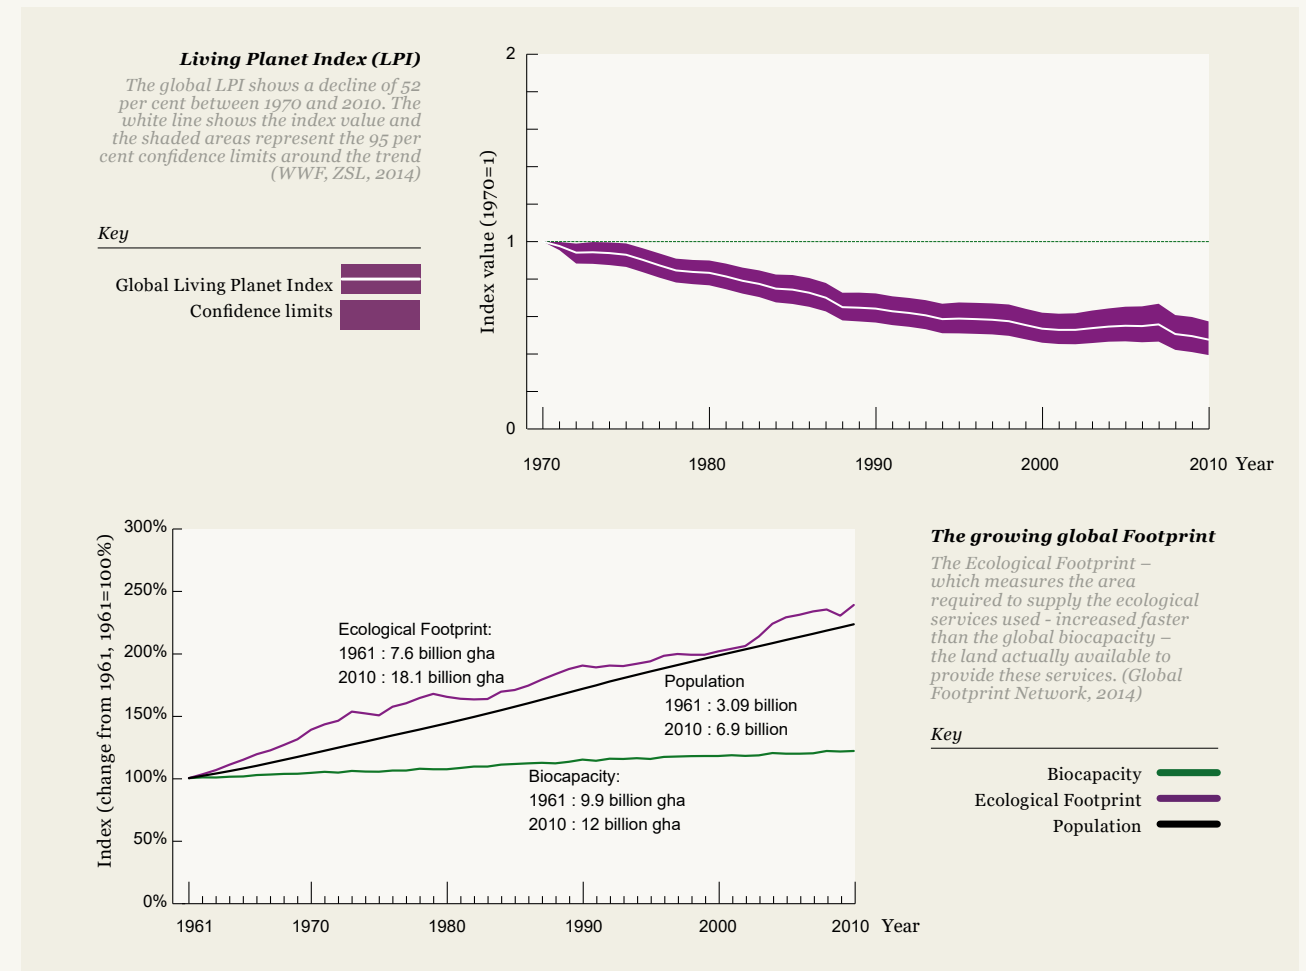 Living Planet Index (LPI)
The global LPI shows a decline of 52
per cent between 1970 and 2010. The
white line shows the index value and
the shaded areas represent the 95 per
cent confidence limits around the trend
(WWF, ZSL, 2014)
Key
Global Living Planet Index
Confidence limits
Index value (1970=1)
2
1
0
1970
1980
1990
2000
2010
Year
Index (change from 1961, 1961=100%)
300%
250%
200%
150%
100%
50%
0%
Ecological Footprint:
1961 : 7.6 billion gha
2010 : 18.1 billion gha
Population
1961 : 3.09 billion
2010 : 6.9 billion
Biocapacity:
1961 : 9.9 billion gha
2010 : 12 billion gha
1961
1970
1980
1990
2000
2010
Year
The growing global Footprint
The Ecological Footprint –
which measures the area
required to supply the ecological
services used - increased faster
than the global biocapacity –
the land actually available to
provide these services. (Global
Footprint Network, 2014)
Key
Biocapacity
Ecological Footprint
Population